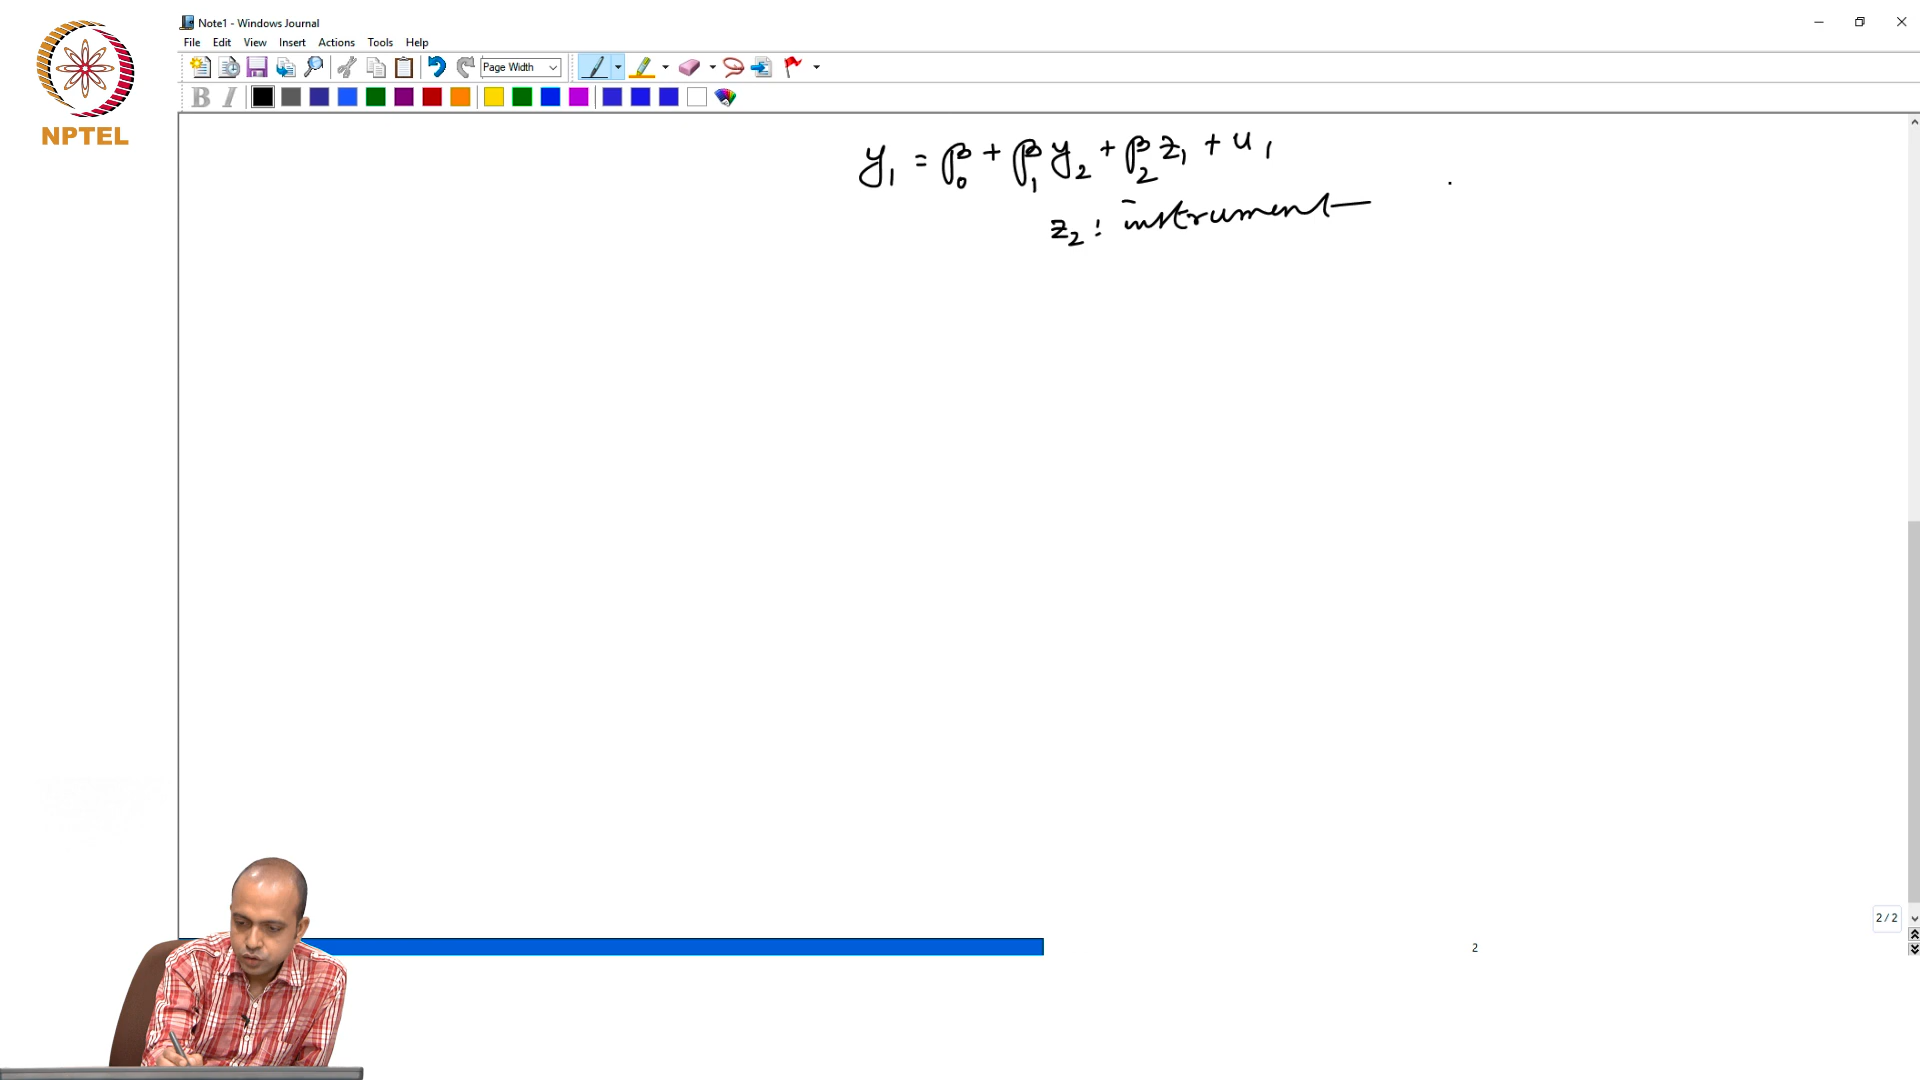 Note1 - Windows Journal
File Edit View Insert Actions Tools Help
Page Width
B I
NPTEL
y₁ = β₀ + β₁ y₂ + β₂ z₁ + u₁
z₂ : instrument
2 / 2
2